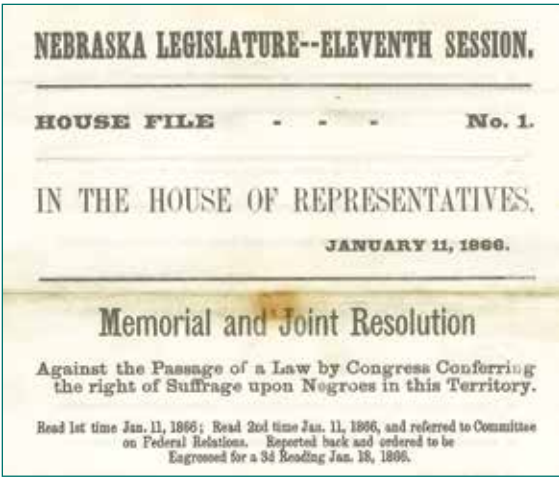 NEBRASKA LEGISLATURE--ELEVENTH SESSION.
HOUSE FILE - - - No. 1.
IN THE HOUSE OF REPRESENTATIVES.
JANUARY 11, 1866.
Memorial and Joint Resolution
Against the Passage of a Law by Congress Conferring
the right of Suffrage upon Negroes in this Territory.
Read 1st time Jan. 11, 1866; Read 2nd time Jan. 11, 1866, and referred to Committee
on Federal Relations. Reported back and ordered to be
Engrossed for a 3d Reading Jan. 18, 1866.